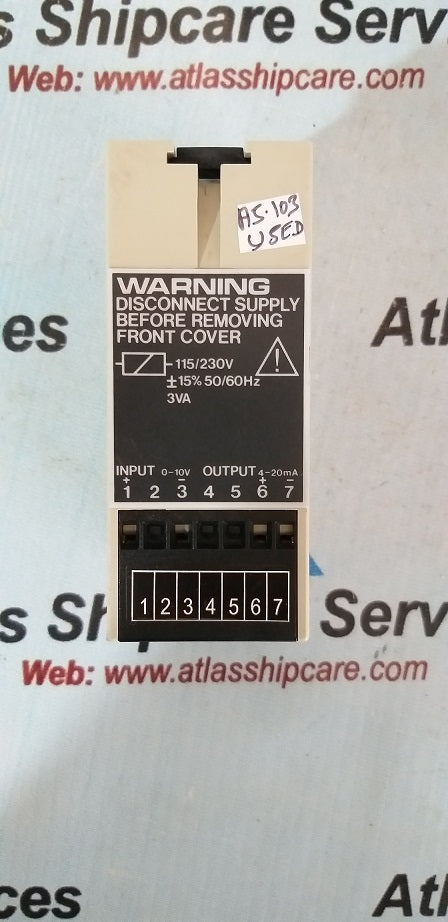 s Shipcare Serv
Web: www.atlasshipcare.com
AS-103
USED
WARNING
DISCONNECT SUPPLY
BEFORE REMOVING
FRONT COVER
es
Atl
115/230V
±15% 50/60Hz
3VA
INPUT 0-10V OUTPUT 4-20mA
+ - + -
1 2 3 4 5 6 7
1 2 3 4 5 6 7
s Sh
Serv
Web: www.atlasshipcare.com
ces
Atl